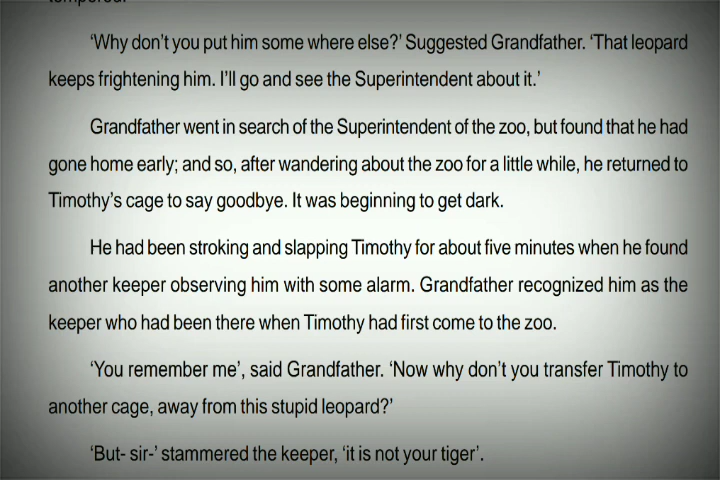 tempered.
‘Why don’t you put him some where else?’ Suggested Grandfather. ‘That leopard
keeps frightening him. I’ll go and see the Superintendent about it.’
Grandfather went in search of the Superintendent of the zoo, but found that he had
gone home early; and so, after wandering about the zoo for a little while, he returned to
Timothy’s cage to say goodbye. It was beginning to get dark.
He had been stroking and slapping Timothy for about five minutes when he found
another keeper observing him with some alarm. Grandfather recognized him as the
keeper who had been there when Timothy had first come to the zoo.
‘You remember me’, said Grandfather. ‘Now why don’t you transfer Timothy to
another cage, away from this stupid leopard?’
‘But- sir-’ stammered the keeper, ‘it is not your tiger’.